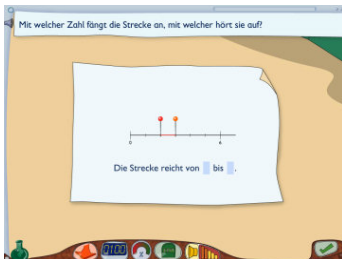 Mit welcher Zahl fängt die Strecke an, mit welcher hört sie auf?
0 6
Die Strecke reicht von bis .